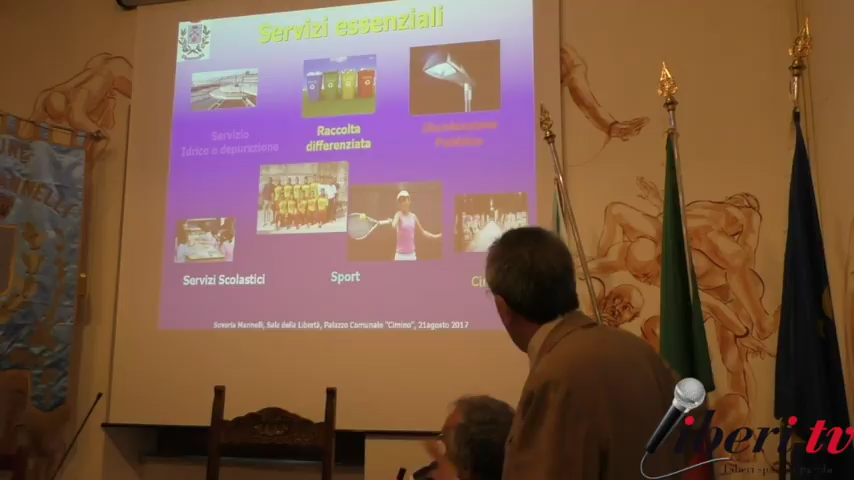 Servizi essenziali
Servizio
Idrico e depurazione
Raccolta
differenziata
Illuminazione
Pubblica
Servizi Scolastici
Sport
Soveria Mannelli, Sala della Libertà, Palazzo Comunale "Cimino", 21agosto 2017
liberi.tv